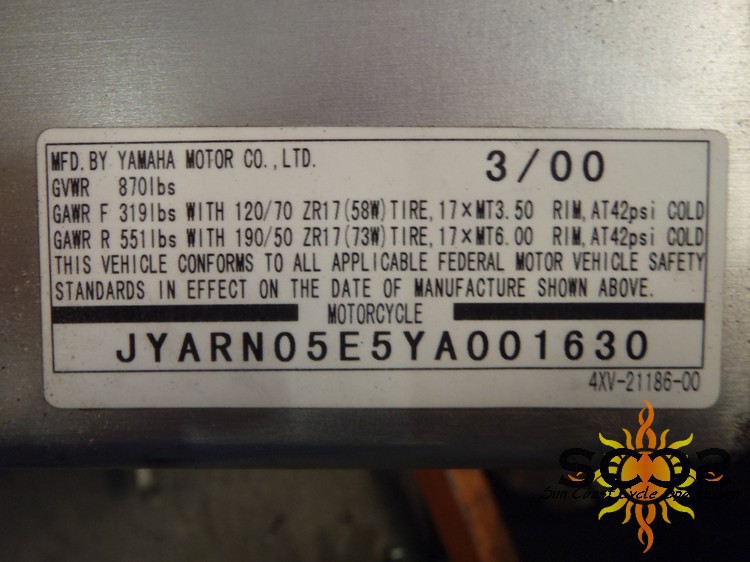 MFD. BY YAMAHA MOTOR CO., LTD. 3/00
GVWR 870lbs
GAWR F 319lbs WITH 120/70 ZR17(58W)TIRE, 17×MT3.50 RIM, AT42psi COLD
GAWR R 551lbs WITH 190/50 ZR17(73W)TIRE, 17×MT6.00 RIM, AT42psi COLD
THIS VEHICLE CONFORMS TO ALL APPLICABLE FEDERAL MOTOR VEHICLE SAFETY
STANDARDS IN EFFECT ON THE DATE OF MANUFACTURE SHOWN ABOVE.
MOTORCYCLE
JYARN05E5YA001630
4XV-21186-00
Sun Coast Cycle